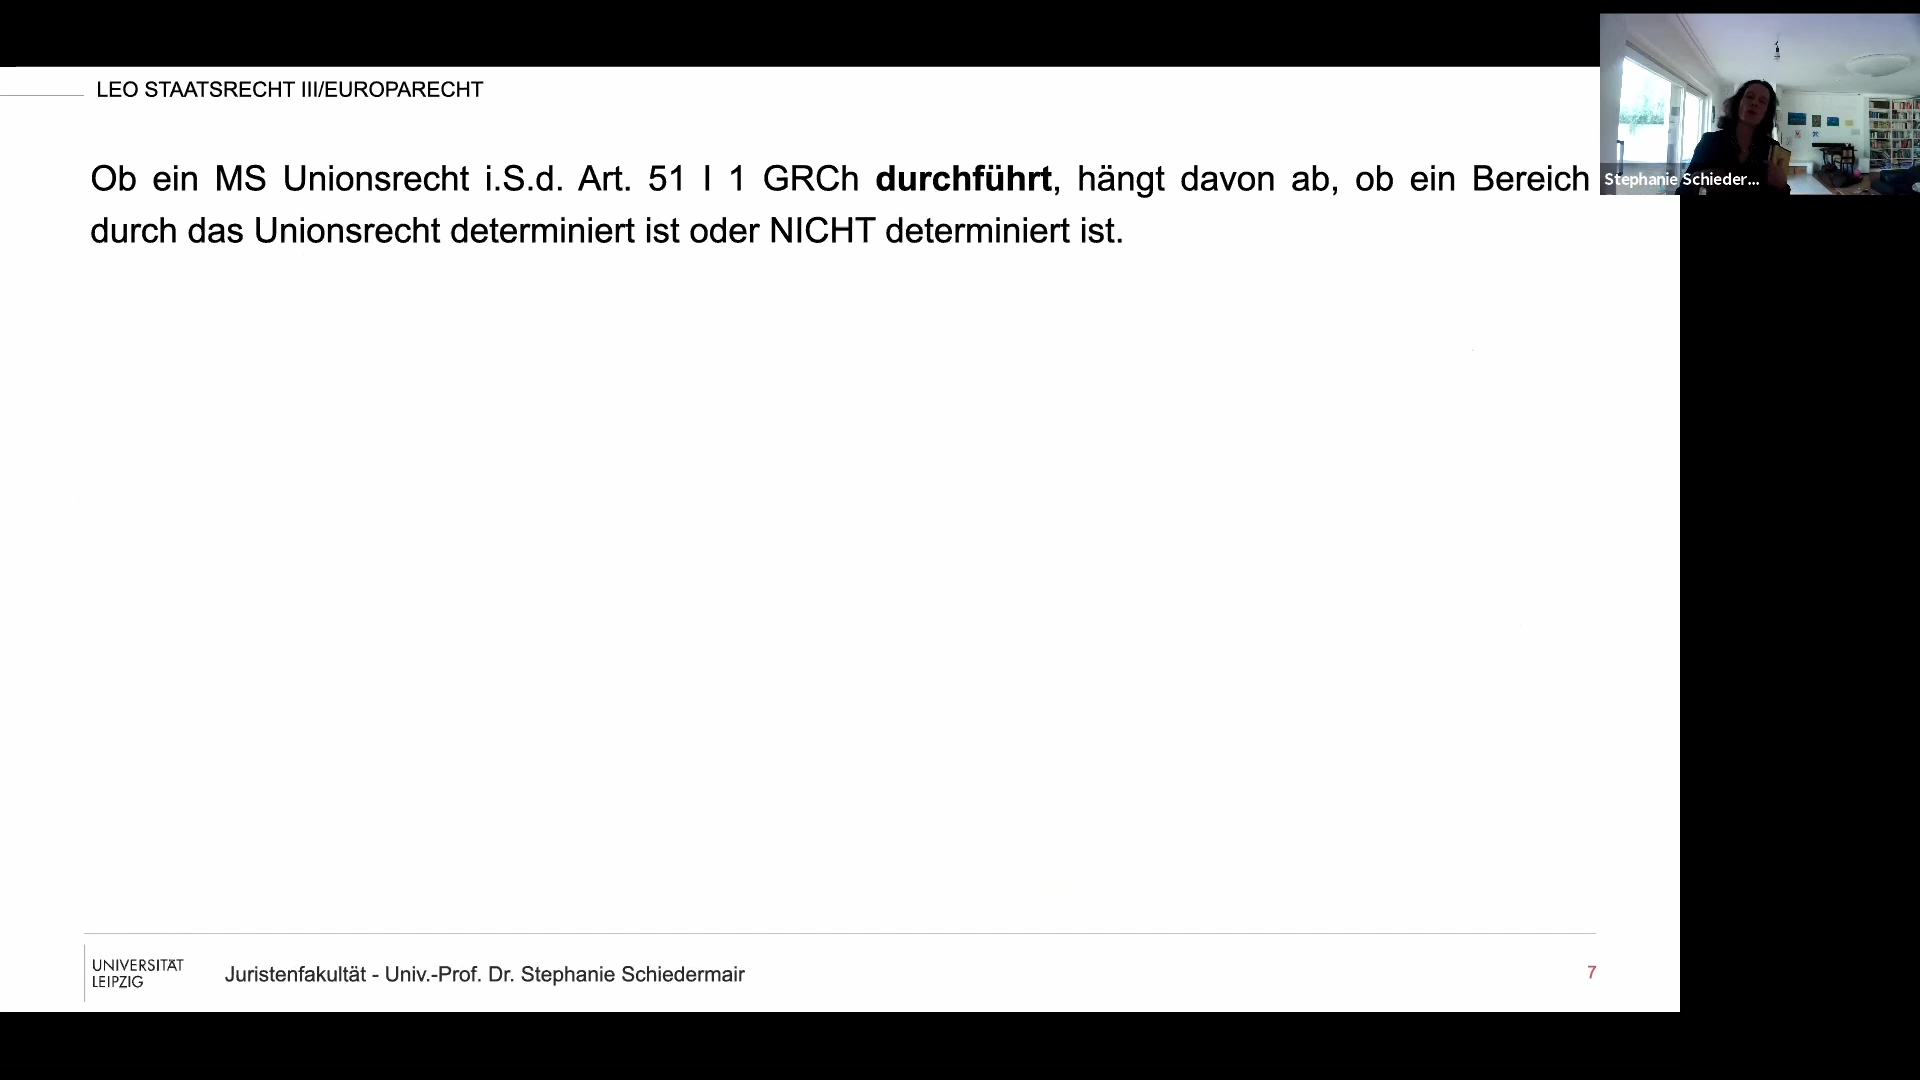 LEO STAATSRECHT III/EUROPARECHT
Stephanie Schieder...
Ob ein MS Unionsrecht i.S.d. Art. 51 I 1 GRCh durchführt, hängt davon ab, ob ein Bereich
durch das Unionsrecht determiniert ist oder NICHT determiniert ist.
UNIVERSITÄT
LEIPZIG
Juristenfakultät - Univ.-Prof. Dr. Stephanie Schiedermair
7